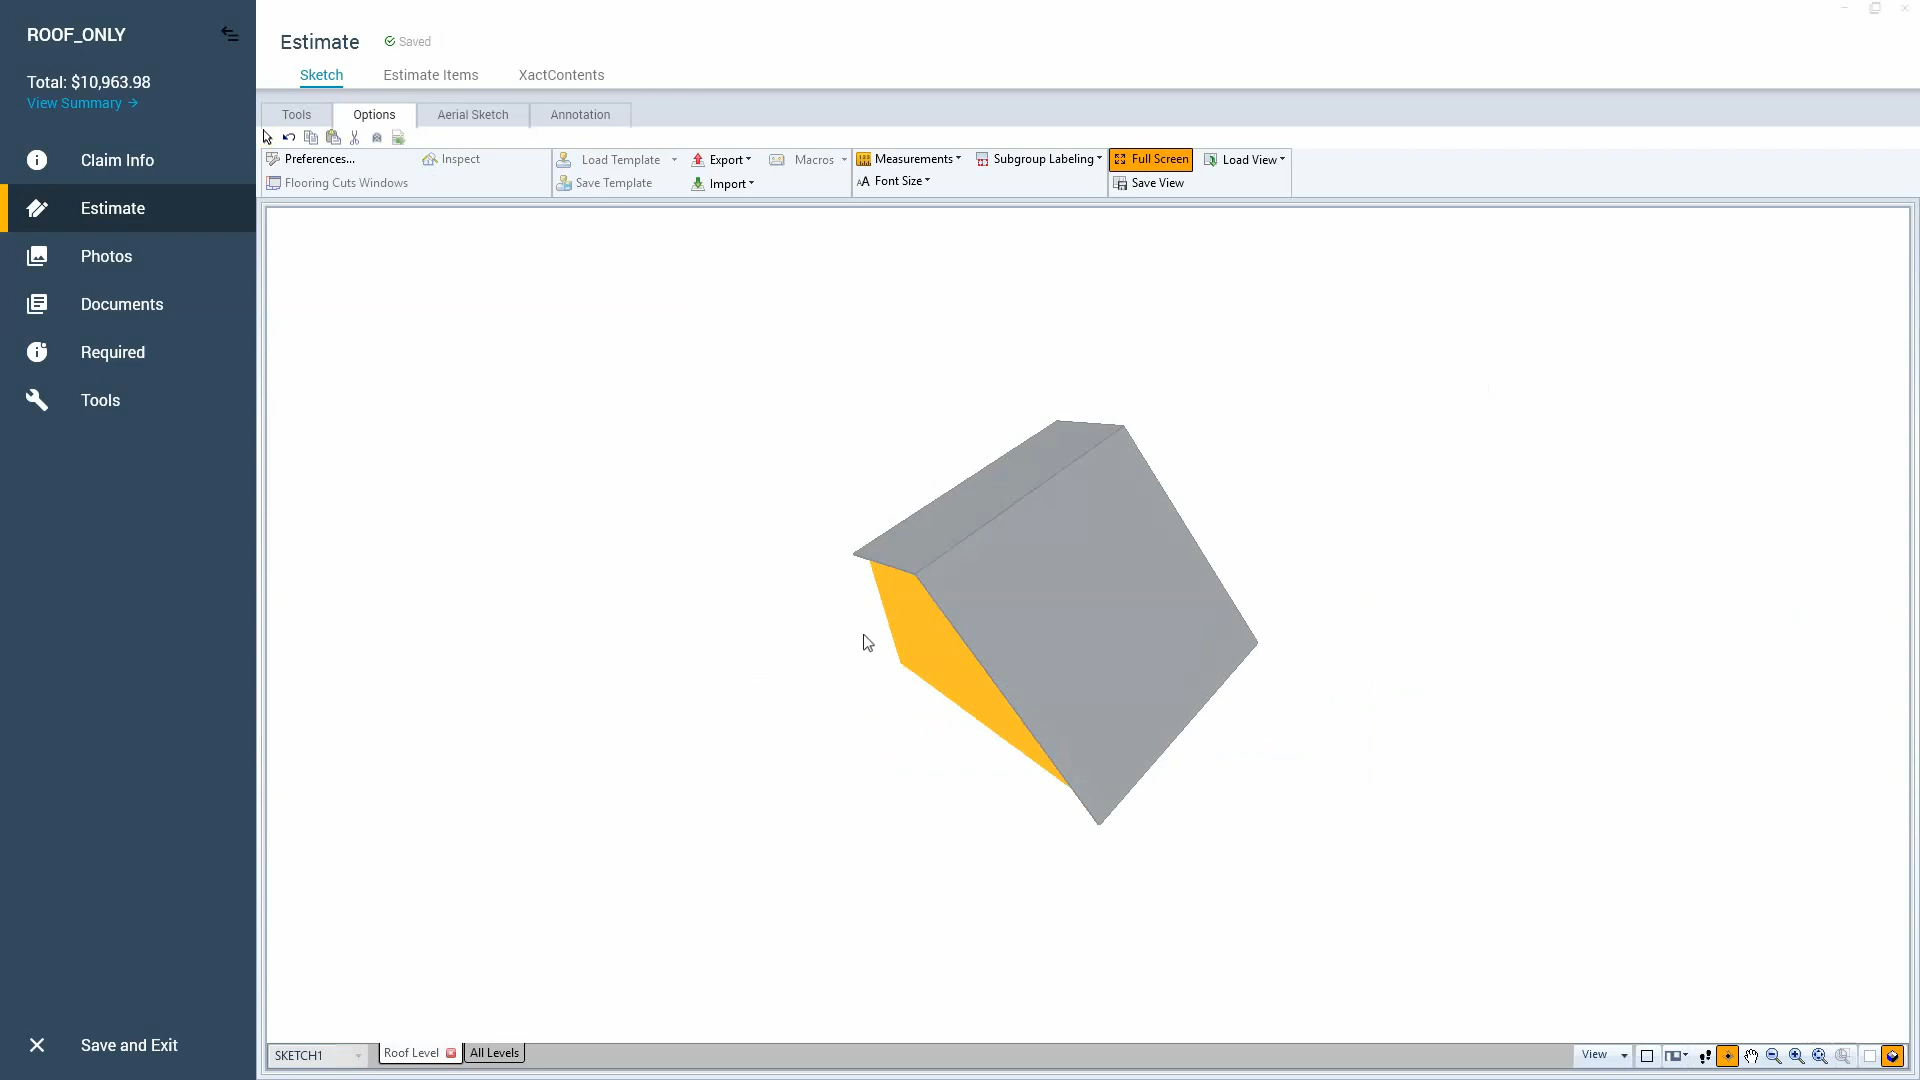 ROOF_ONLY
Total: $10,963.98
View Summary →
Claim Info
Estimate
Photos
Documents
Required
Tools
Save and Exit
Estimate
Saved
Sketch
Estimate Items
XactContents
Tools
Options
Aerial Sketch
Annotation
Preferences...
Inspect
Load Template
Export
Macros
Measurements
Subgroup Labeling
Full Screen
Load View
Flooring Cuts Windows
Save Template
Import
AA Font Size
Save View
SKETCH1
Roof Level
All Levels
View